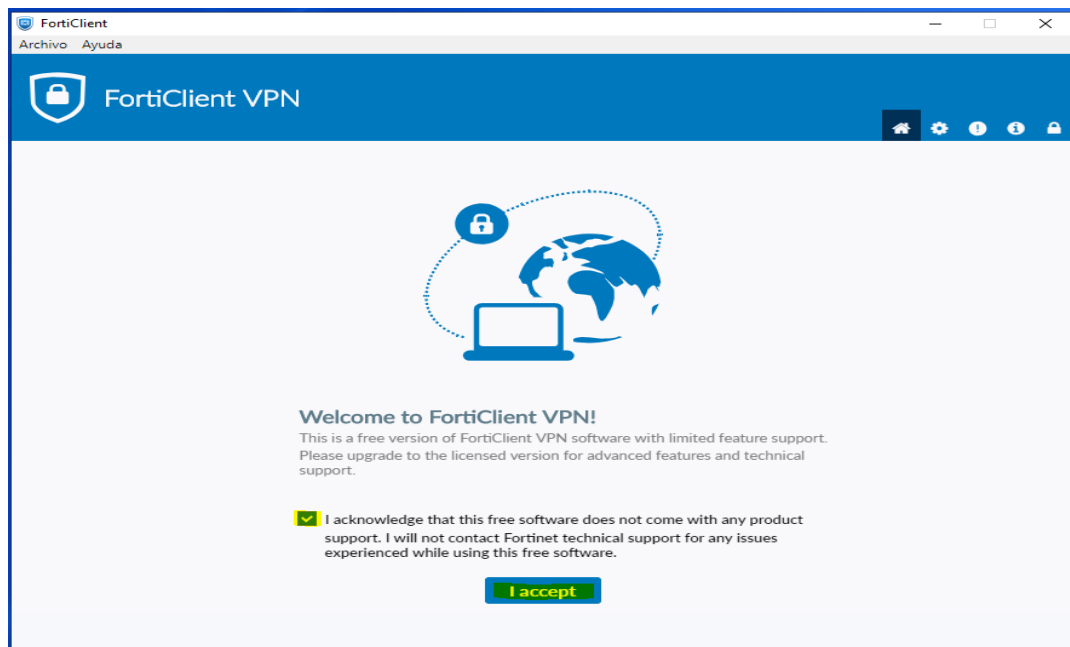 FortiClient
Archivo Ayuda
FortiClient VPN
Welcome to FortiClient VPN!
This is a free version of FortiClient VPN software with limited feature support.
Please upgrade to the licensed version for advanced features and technical
support.
I acknowledge that this free software does not come with any product
support. I will not contact Fortinet technical support for any issues
experienced while using this free software.
I accept